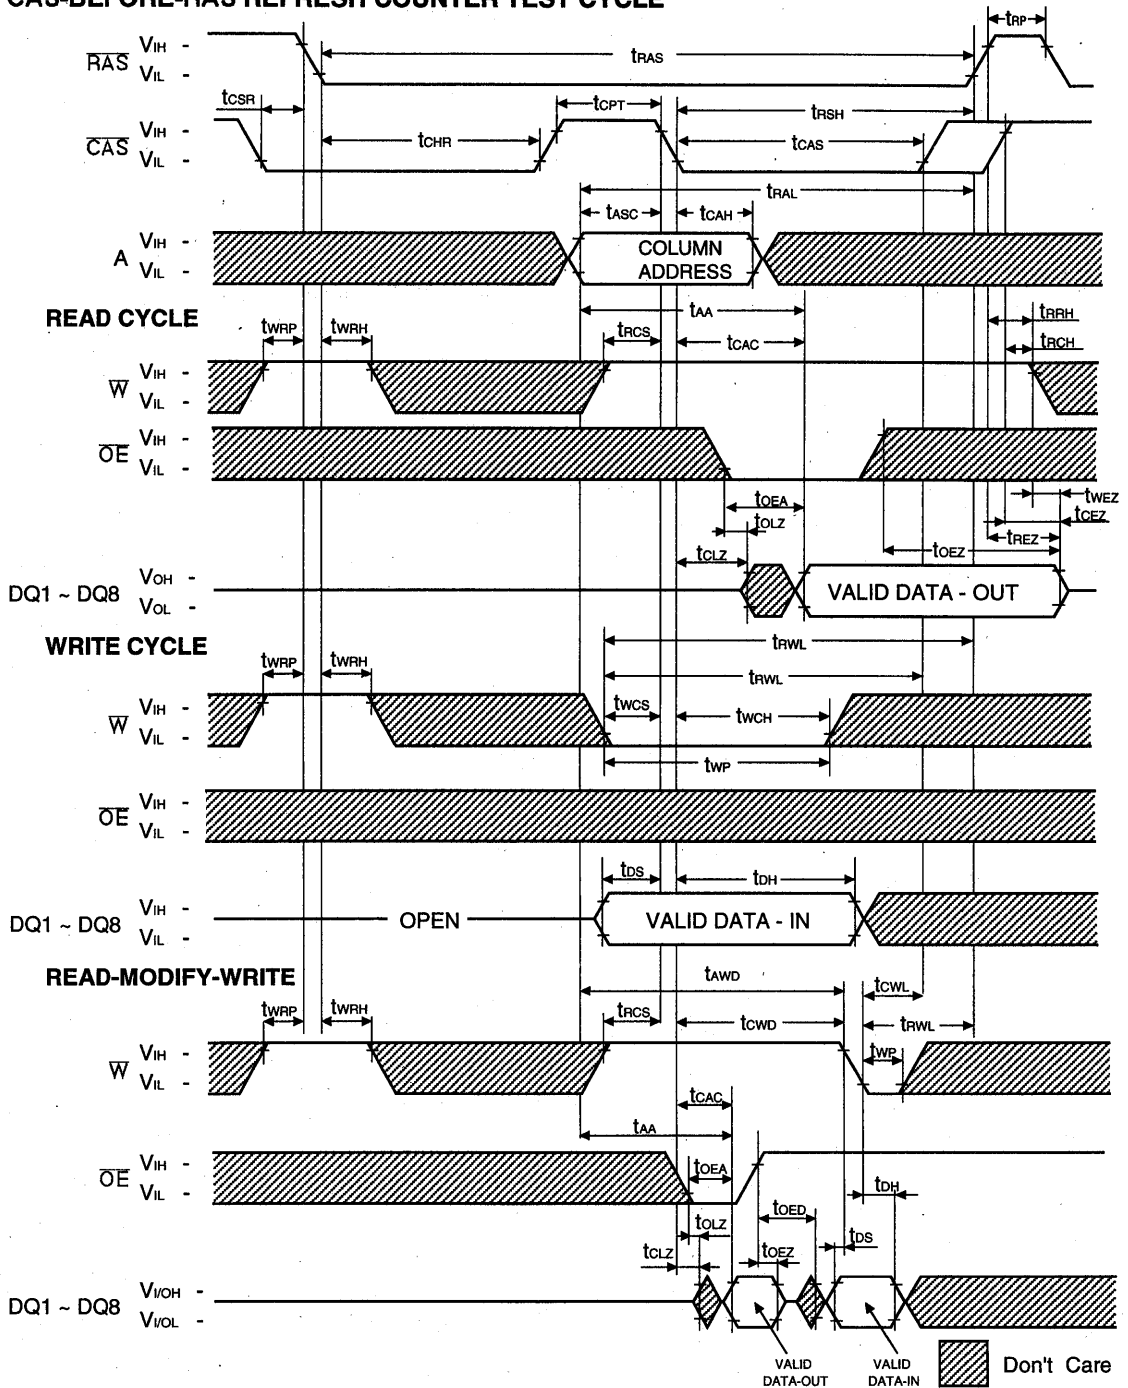 CAS-BEFORE-RAS REFRESH COUNTER TEST CYCLE
tRP
RAS VIH -
VIL -
tRAS
tCSR
tCPT
tRSH
CAS VIH -
VIL -
tCHR
tCAS
tRAL
tASC
tCAH
A VIH -
VIL -
COLUMN
ADDRESS
READ CYCLE
tAA
tRRH
tWRP
tWRH
tRCS
tCAC
tRCH
W VIH -
VIL -
OE VIH -
VIL -
tOEA
tWEZ
tOLZ
tCEZ
tREZ
tCLZ
tOEZ
DQ1 ~ DQ8 VOH -
VOL -
VALID DATA - OUT
WRITE CYCLE
tRWL
tWRP
tWRH
tRWL
W VIH -
VIL -
tWCS
tWCH
tWP
OE VIH -
VIL -
tDS
tDH
DQ1 ~ DQ8 VIH -
VIL -
OPEN
VALID DATA - IN
READ-MODIFY-WRITE
tAWD
tCWL
tWRP
tWRH
tRCS
tCWD
tRWL
W VIH -
VIL -
tWP
tCAC
tAA
OE VIH -
VIL -
tOEA
tDH
tOLZ
tOED
tCLZ
tOEZ
tDS
DQ1 ~ DQ8 VI/OH -
VI/OL -
VALID
DATA-OUT
VALID
DATA-IN
Don't Care